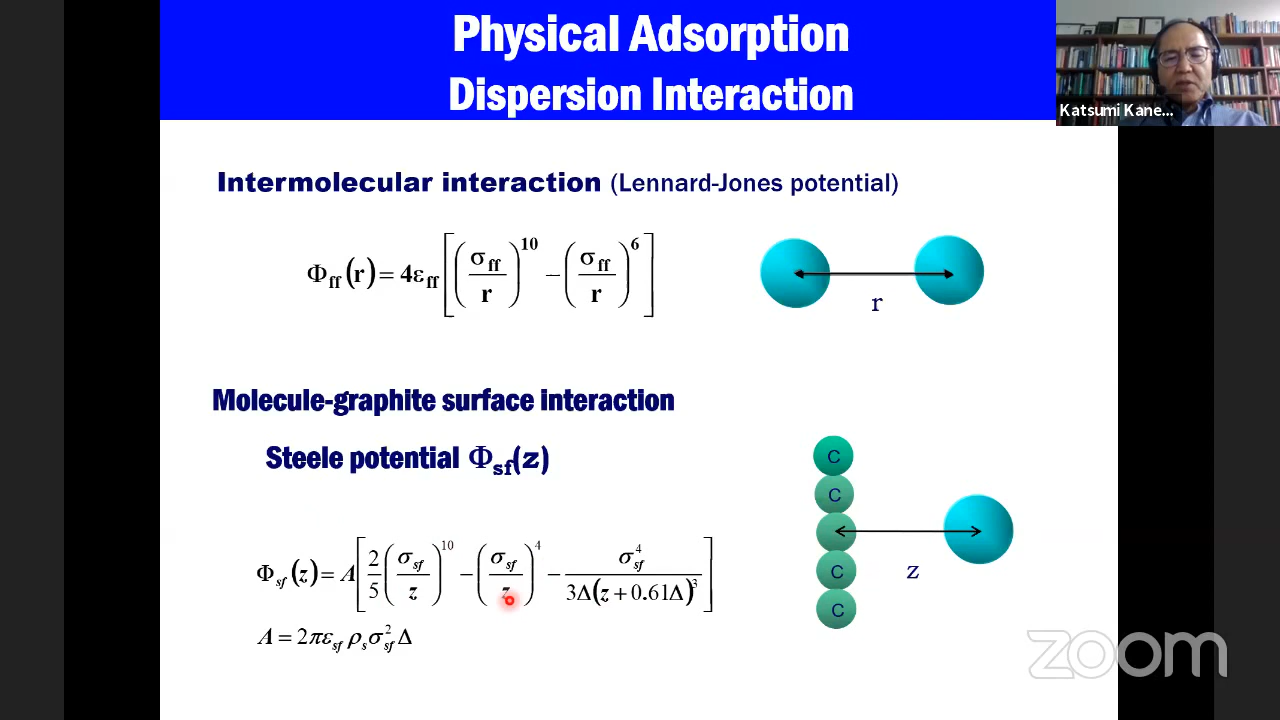 Physical Adsorption
Dispersion Interaction
Katsumi Kane...
Intermolecular interaction (Lennard-Jones potential)
Φff(r) = 4εff[(σff/r)^10 − (σff/r)^6]
r
Molecule-graphite surface interaction
Steele potential Φsf(z)
C
C
C
C
z
Φsf(z) = A[2/5(σsf/z)^10 − (σsf/z)^4 − σsf^4/3Δ(z+0.61Δ)^3]
A = 2πεsf ρs σsf^2 Δ
zoom